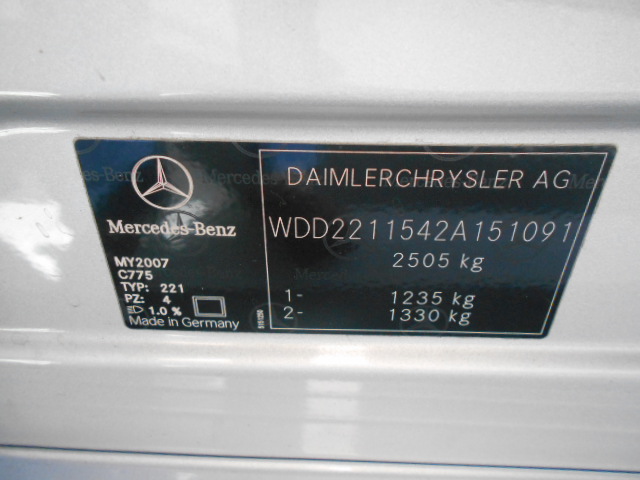 Mercedes-Benz
MY2007
C775
TYP: 221
PZ: 4
1.0 %
Made in Germany
DAIMLERCHRYSLER AG
WDD2211542A151091
2505 kg
1- 1235 kg
2- 1330 kg